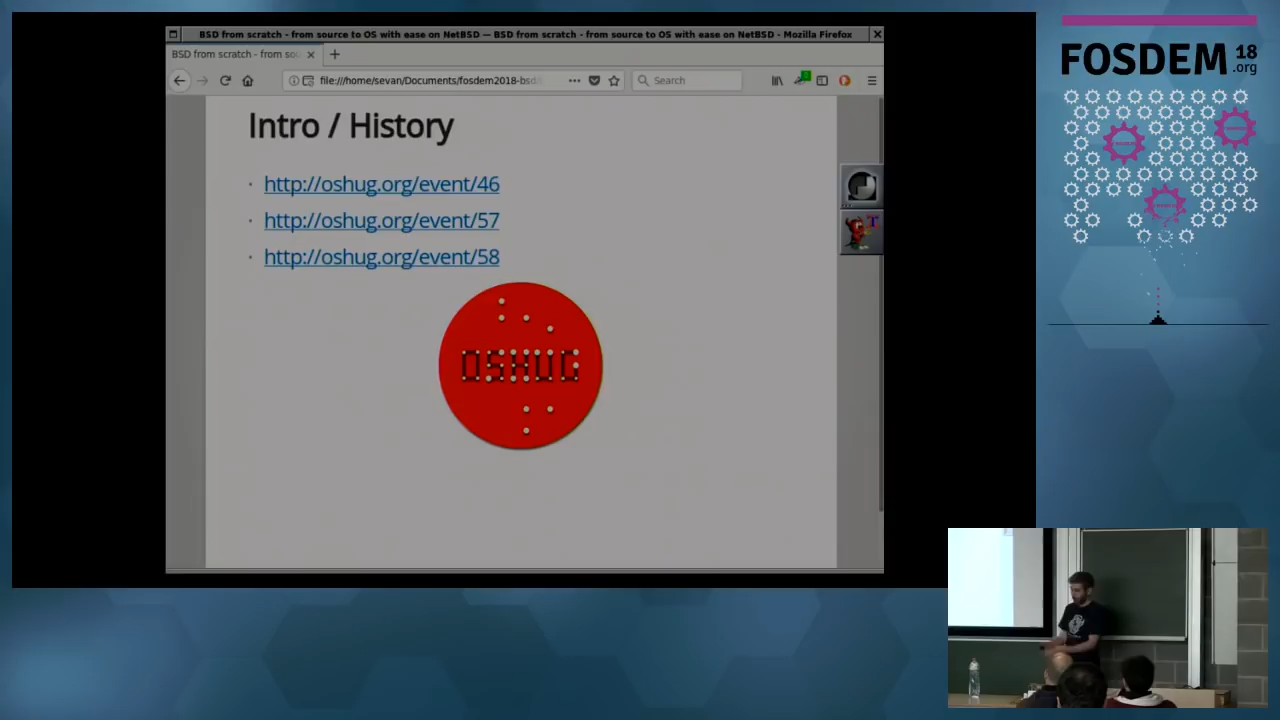 BSD from scratch - from source to OS with ease on NetBSD — BSD from scratch - from source to OS with ease on NetBSD - Mozilla Firefox
BSD from scratch - from sou
file:///home/sevan/Documents/fosdem2018-bsd
Search
Intro / History
http://oshug.org/event/46
http://oshug.org/event/57
http://oshug.org/event/58
OSHUG
T
FOSDEM 18
.org